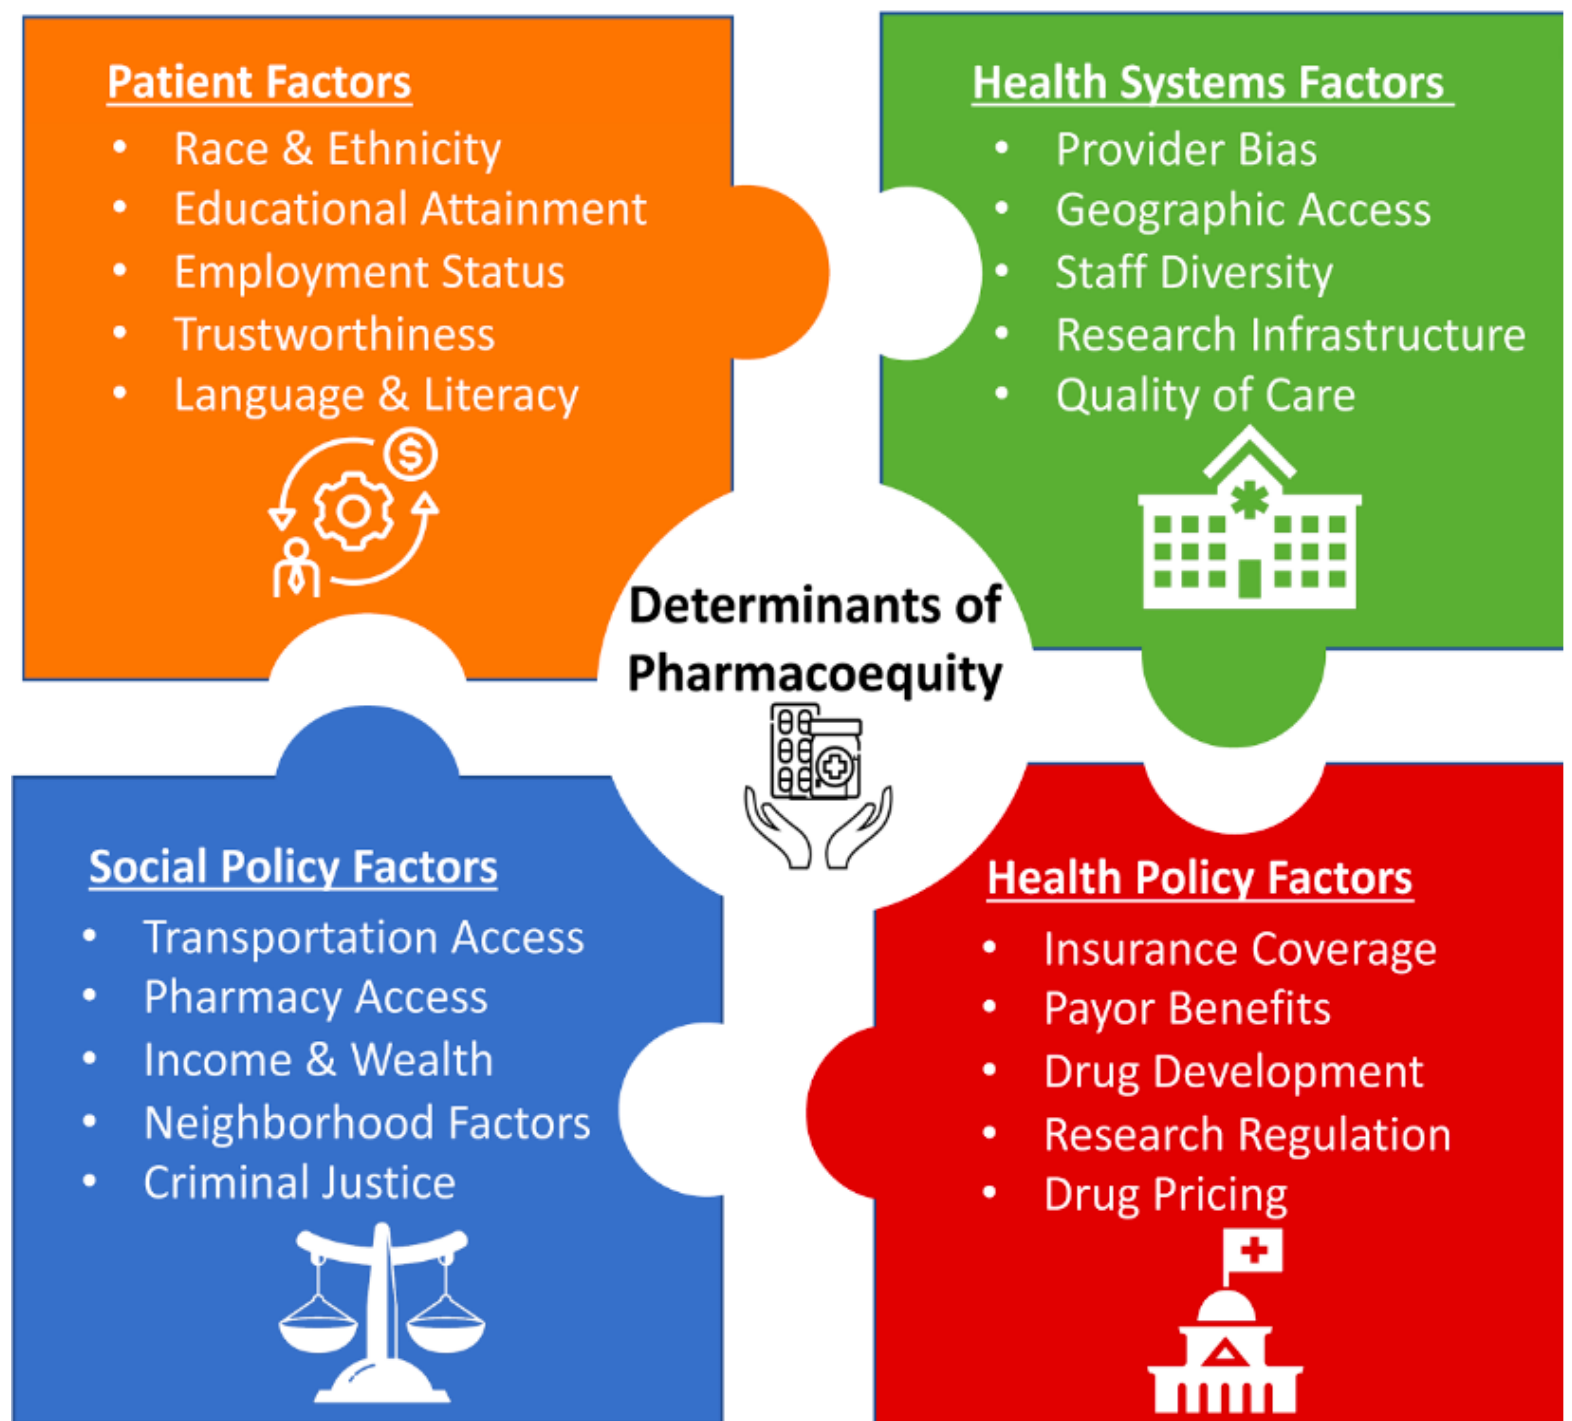 Patient Factors
• Race & Ethnicity
• Educational Attainment
• Employment Status
• Trustworthiness
• Language & Literacy
$
Health Systems Factors
• Provider Bias
• Geographic Access
• Staff Diversity
• Research Infrastructure
• Quality of Care
Determinants of
Pharmacoequity
Social Policy Factors
• Transportation Access
• Pharmacy Access
• Income & Wealth
• Neighborhood Factors
• Criminal Justice
Health Policy Factors
• Insurance Coverage
• Payor Benefits
• Drug Development
• Research Regulation
• Drug Pricing